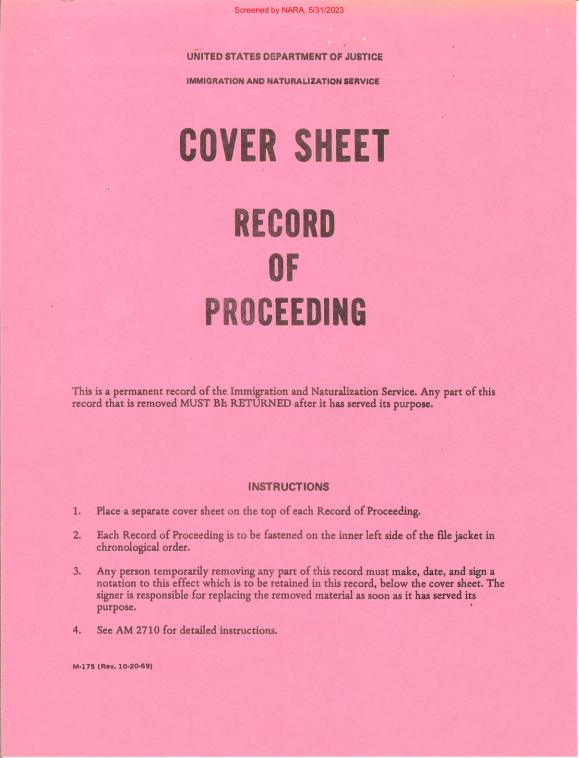 Screened by NARA, 5/31/2023
UNITED STATES DEPARTMENT OF JUSTICE
IMMIGRATION AND NATURALIZATION SERVICE
COVER SHEET
RECORD
OF
PROCEEDING
This is a permanent record of the Immigration and Naturalization Service. Any part of this
record that is removed MUST BE RETURNED after it has served its purpose.
INSTRUCTIONS
1. Place a separate cover sheet on the top of each Record of Proceeding.
2. Each Record of Proceeding is to be fastened on the inner left side of the file jacket in
chronological order.
3. Any person temporarily removing any part of this record must make, date, and sign a
notation to this effect which is to be retained in this record, below the cover sheet. The
signer is responsible for replacing the removed material as soon as it has served its
purpose.
4. See AM 2710 for detailed instructions.
M-175 (Rev. 10-20-69)